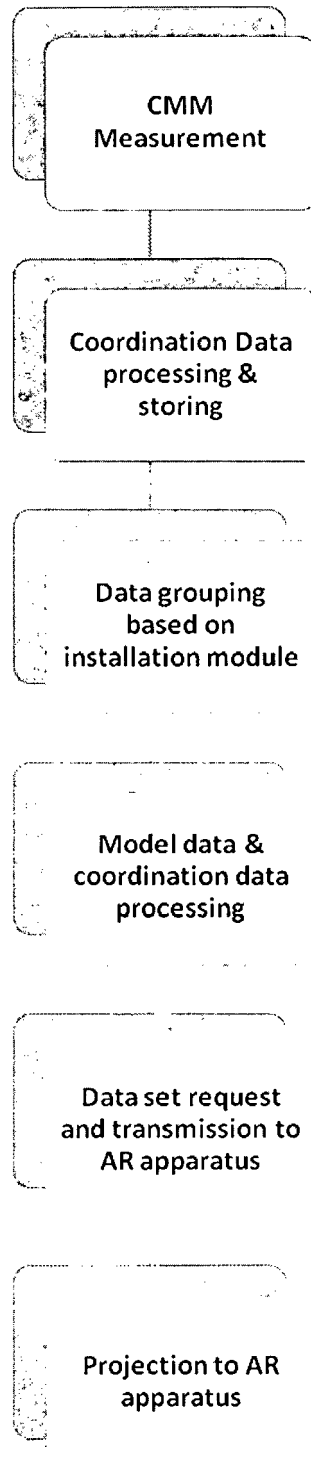 CMM
Measurement
Coordination Data
processing &
storing
Data grouping
based on
installation module
Model data &
coordination data
processing
Data set request
and transmission to
AR apparatus
Projection to AR
apparatus